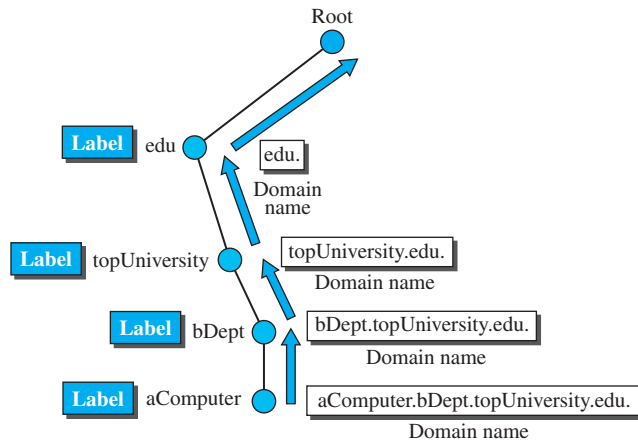 Root
Label edu
edu.
Domain
name
Label topUniversity
topUniversity.edu.
Domain name
Label bDept
bDept.topUniversity.edu.
Domain name
Label aComputer
aComputer.bDept.topUniversity.edu.
Domain name